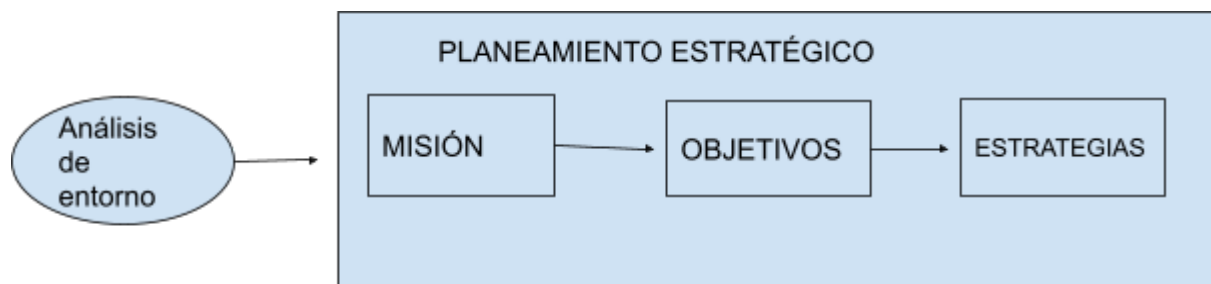 PLANEAMIENTO ESTRATÉGICO
Análisis
de
entorno
MISIÓN
OBJETIVOS
ESTRATEGIAS